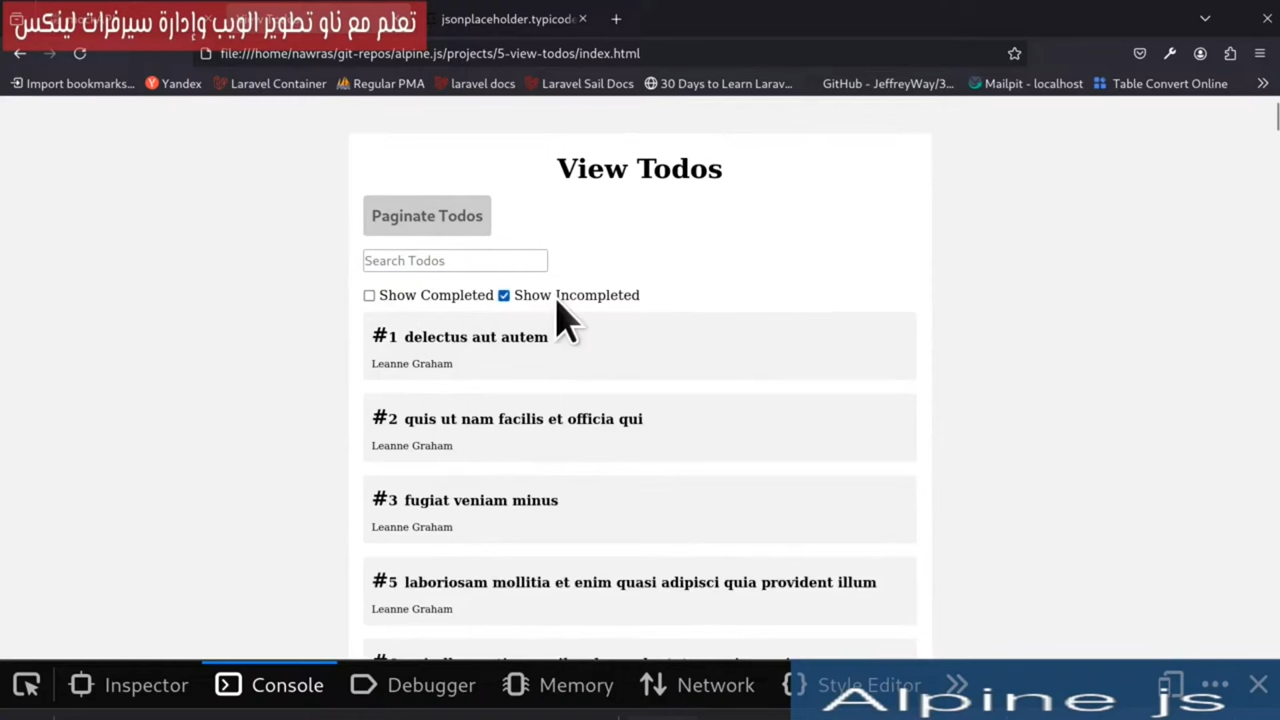 تعلم مع ناو تطوير الويب وإدارة سيرفرات لينكس
jsonplaceholder.typicode
file:///home/nawras/git-repos/alpine.js/projects/5-view-todos/index.html
Import bookmarks... Yandex Laravel Container Regular PMA laravel docs Laravel Sail Docs 30 Days to Learn Larav... GitHub - JeffreyWay/3... Mailpit - localhost Table Convert Online
View Todos
Paginate Todos
Search Todos
Show Completed Show Incompleted
#1 delectus aut autem
Leanne Graham
#2 quis ut nam facilis et officia qui
Leanne Graham
#3 fugiat veniam minus
Leanne Graham
#5 laboriosam mollitia et enim quasi adipisci quia provident illum
Leanne Graham
Inspector Console Debugger Memory Network Style Editor
Alpine js